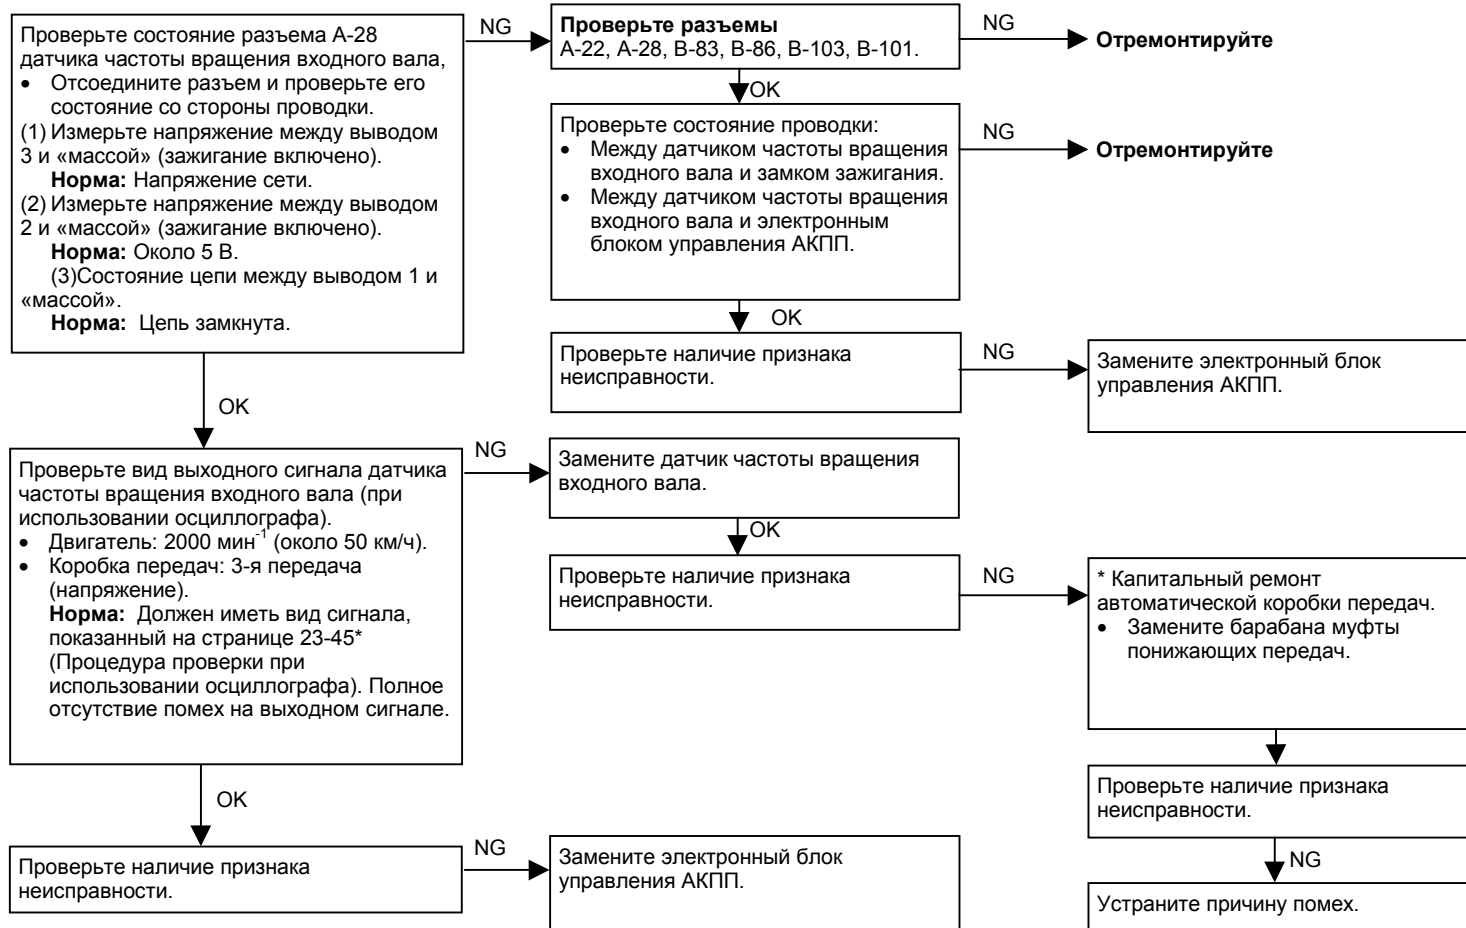 Проверьте состояние разъема А-28
датчика частоты вращения входного вала,
• Отсоедините разъем и проверьте его
состояние со стороны проводки.
(1) Измерьте напряжение между выводом
3 и «массой» (зажигание включено).
Норма: Напряжение сети.
(2) Измерьте напряжение между выводом
2 и «массой» (зажигание включено).
Норма: Около 5 В.
(3)Состояние цепи между выводом 1 и
«массой».
Норма: Цепь замкнута.
NG
Проверьте разъемы
А-22, А-28, В-83, В-86, В-103, В-101.
NG
Отремонтируйте
OK
Проверьте состояние проводки:
• Между датчиком частоты вращения
входного вала и замком зажигания.
• Между датчиком частоты вращения
входного вала и электронным
блоком управления АКПП.
NG
Отремонтируйте
OK
Проверьте наличие признака
неисправности.
NG
Замените электронный блок
управления АКПП.
OK
Проверьте вид выходного сигнала датчика
частоты вращения входного вала (при
использовании осциллографа).
• Двигатель: 2000 мин-1 (около 50 км/ч).
• Коробка передач: 3-я передача
(напряжение).
Норма: Должен иметь вид сигнала,
показанный на странице 23-45*
(Процедура проверки при
использовании осциллографа). Полное
отсутствие помех на выходном сигнале.
NG
Замените датчик частоты вращения
входного вала.
OK
Проверьте наличие признака
неисправности.
NG
* Капитальный ремонт
автоматической коробки передач.
• Замените барабана муфты
понижающих передач.
Проверьте наличие признака
неисправности.
NG
Устраните причину помех.
OK
Проверьте наличие признака
неисправности.
NG
Замените электронный блок
управления АКПП.